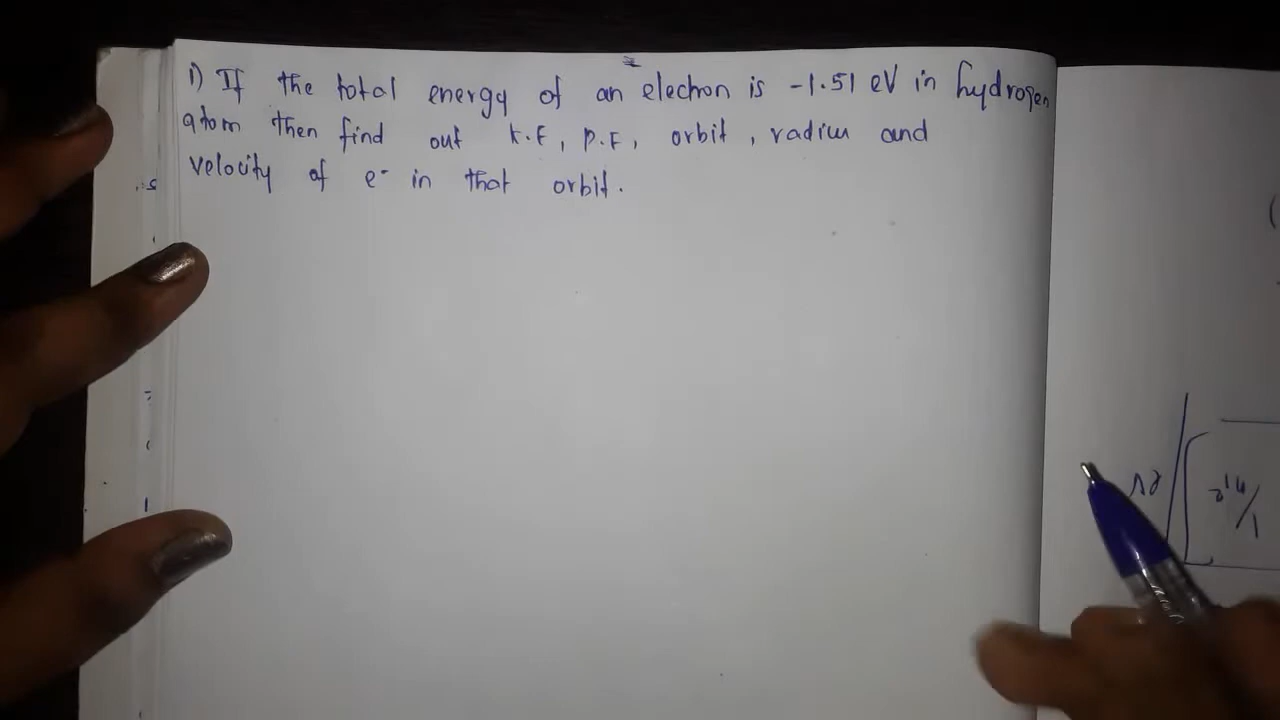 1) If the total energy of an electron is -1.51 eV in hydrogen
atom then find out K.E, P.E, orbit, radius and
velocity of e⁻ in that orbit.